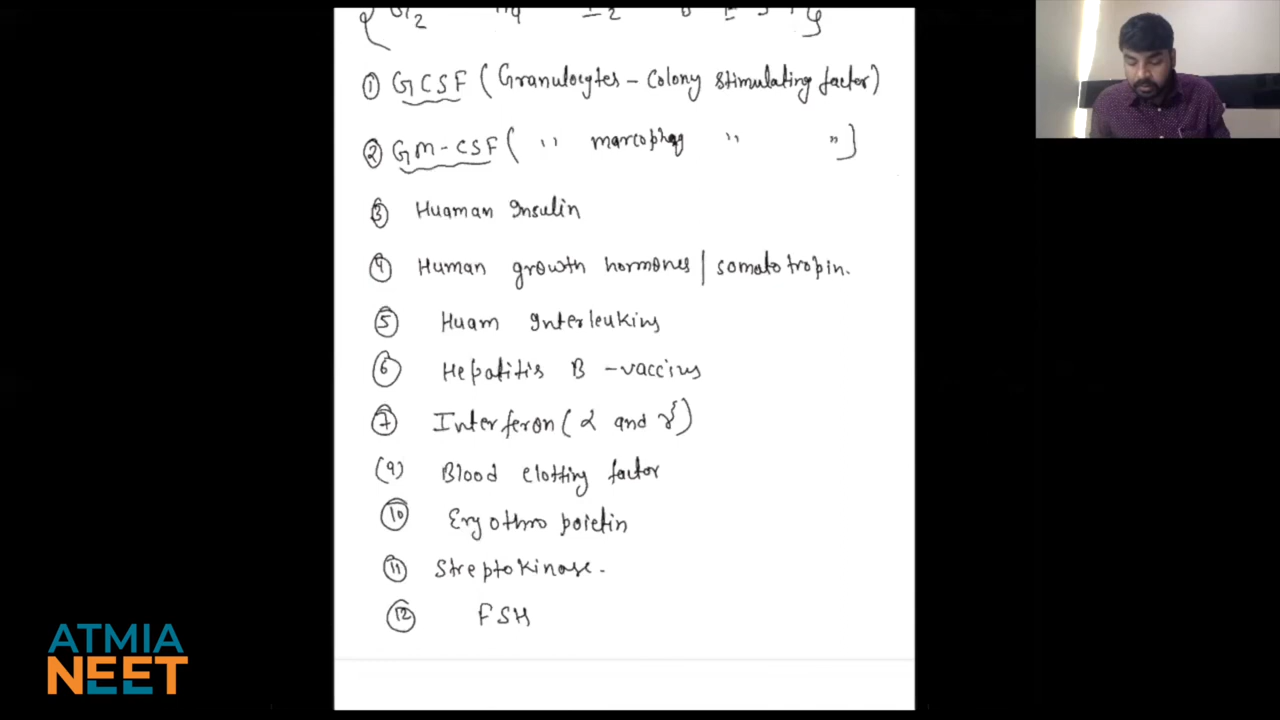 ① GCSF (Granulocytes - Colony stimulating factor)
② GM-CSF ( '' marcophag '' '' )
③ Huaman Insulin
④ Human growth hormones | somatotropin.
⑤ Huam Interleukins
⑥ Hepatitis B -vaccins
⑦ Interferon (α and γ)
(9) Blood Clotting factor
⑩ Eryothro poietin
⑪ Streptokinase.
⑫ FSH
ATMIA
NEET